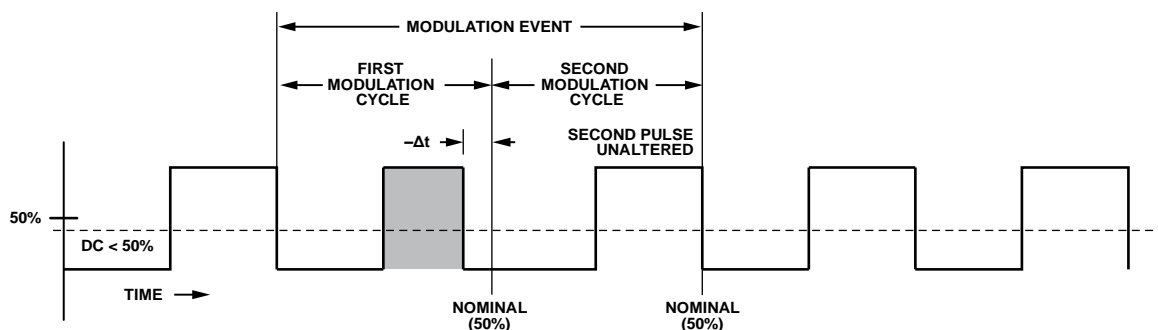 MODULATION EVENT
FIRST
MODULATION
CYCLE
SECOND
MODULATION
CYCLE
–Δt
SECOND PULSE
UNALTERED
50%
DC < 50%
TIME
NOMINAL
(50%)
NOMINAL
(50%)